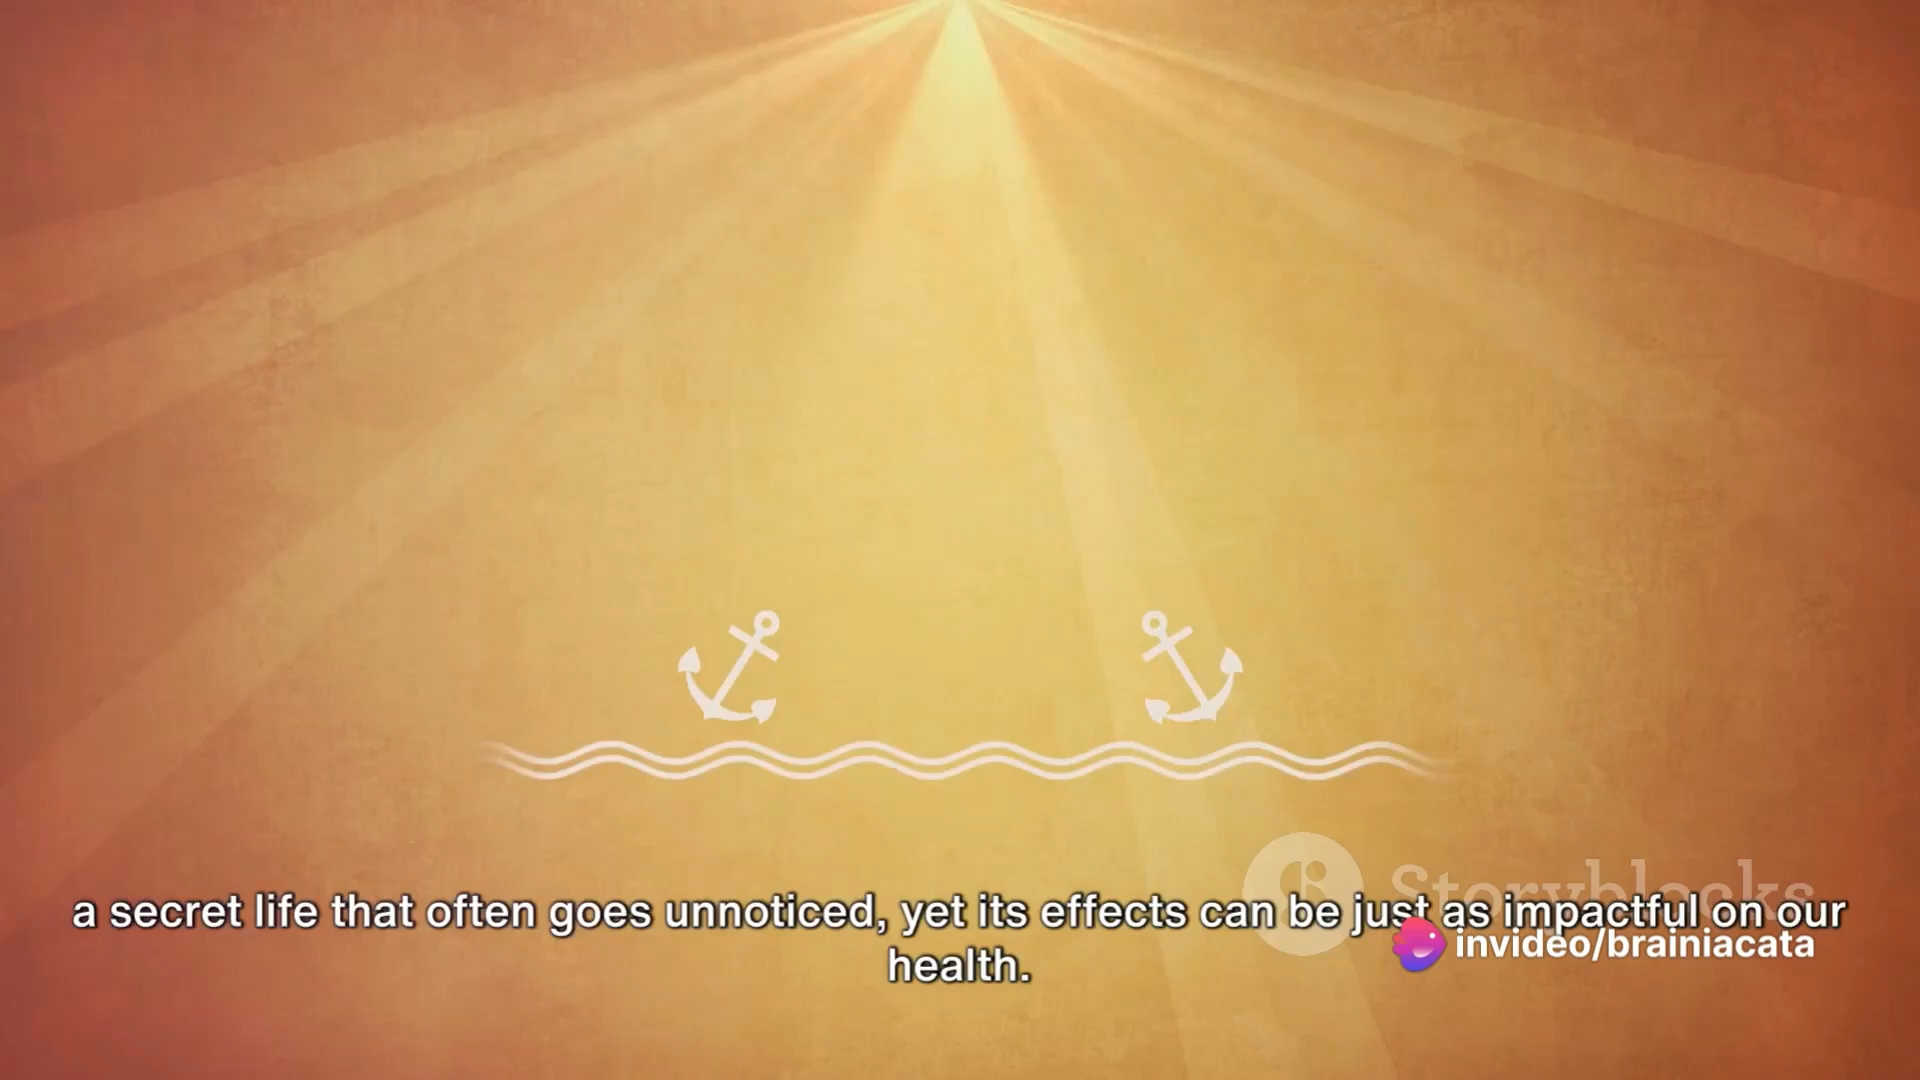 Storyblocks
a secret life that often goes unnoticed, yet its effects can be just as impactful on our
invideo/brainiacata
health.